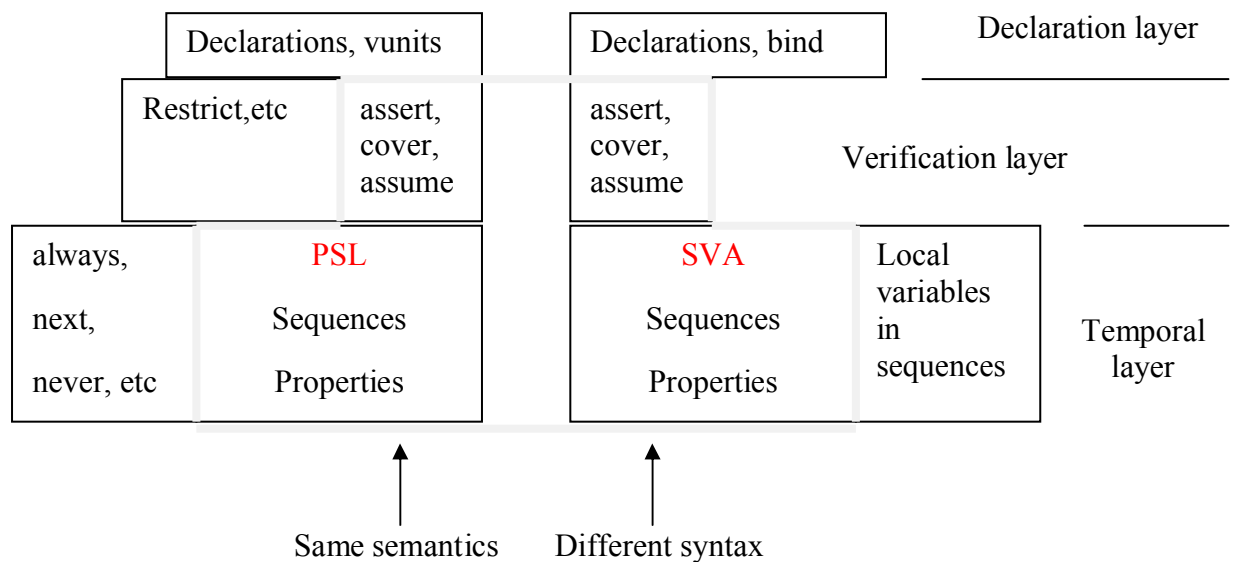 Declarations, vunits
Declarations, bind
Declaration layer
Restrict,etc
assert,
cover,
assume
assert,
cover,
assume
Verification layer
always,
next,
never, etc
PSL
Sequences
Properties
SVA
Sequences
Properties
Local
variables
in
sequences
Temporal
layer
Same semantics
Different syntax